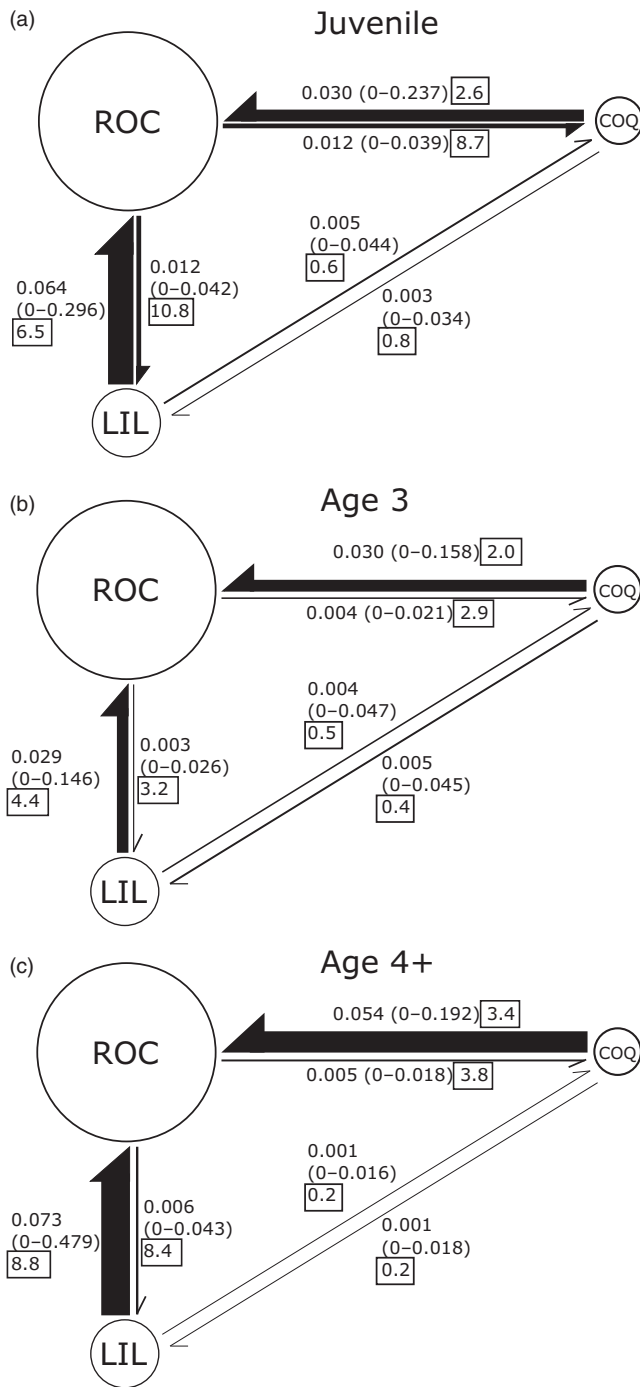 (a)
Juvenile
ROC
0.030 (0–0.237) 2.6
COQ
0.012 (0–0.039) 8.7
0.005
(0–0.044)
0.6
0.064
(0–0.296)
6.5
0.012
(0–0.042)
10.8
0.003
(0–0.034)
0.8
LIL
(b)
Age 3
ROC
0.030 (0–0.158) 2.0
COQ
0.004 (0–0.021) 2.9
0.004
(0–0.047)
0.5
0.029
(0–0.146)
4.4
0.003
(0–0.026)
3.2
0.005
(0–0.045)
0.4
LIL
(c)
Age 4+
ROC
0.054 (0–0.192) 3.4
COQ
0.005 (0–0.018) 3.8
0.001
(0–0.016)
0.2
0.073
(0–0.479)
8.8
0.006
(0–0.043)
8.4
0.001
(0–0.018)
0.2
LIL